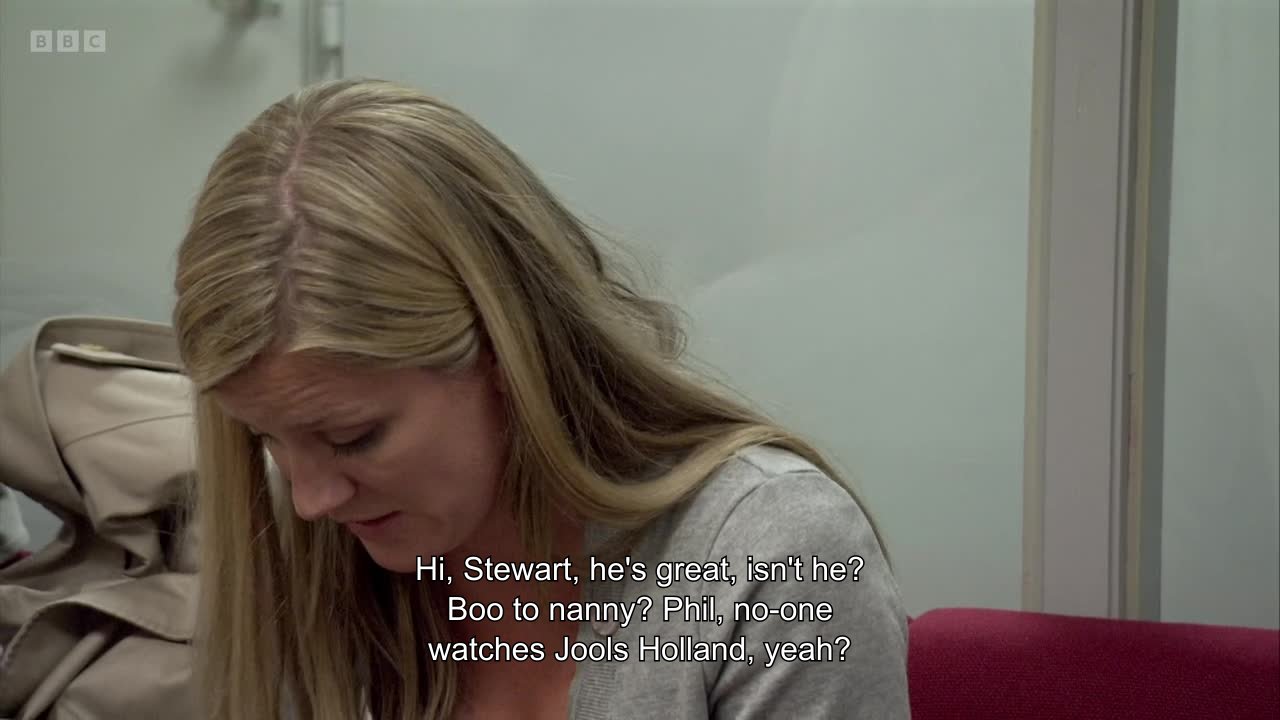 BBC
Hi, Stewart, he's great, isn't he?
Boo to nanny? Phil, no-one
watches Jools Holland, yeah?